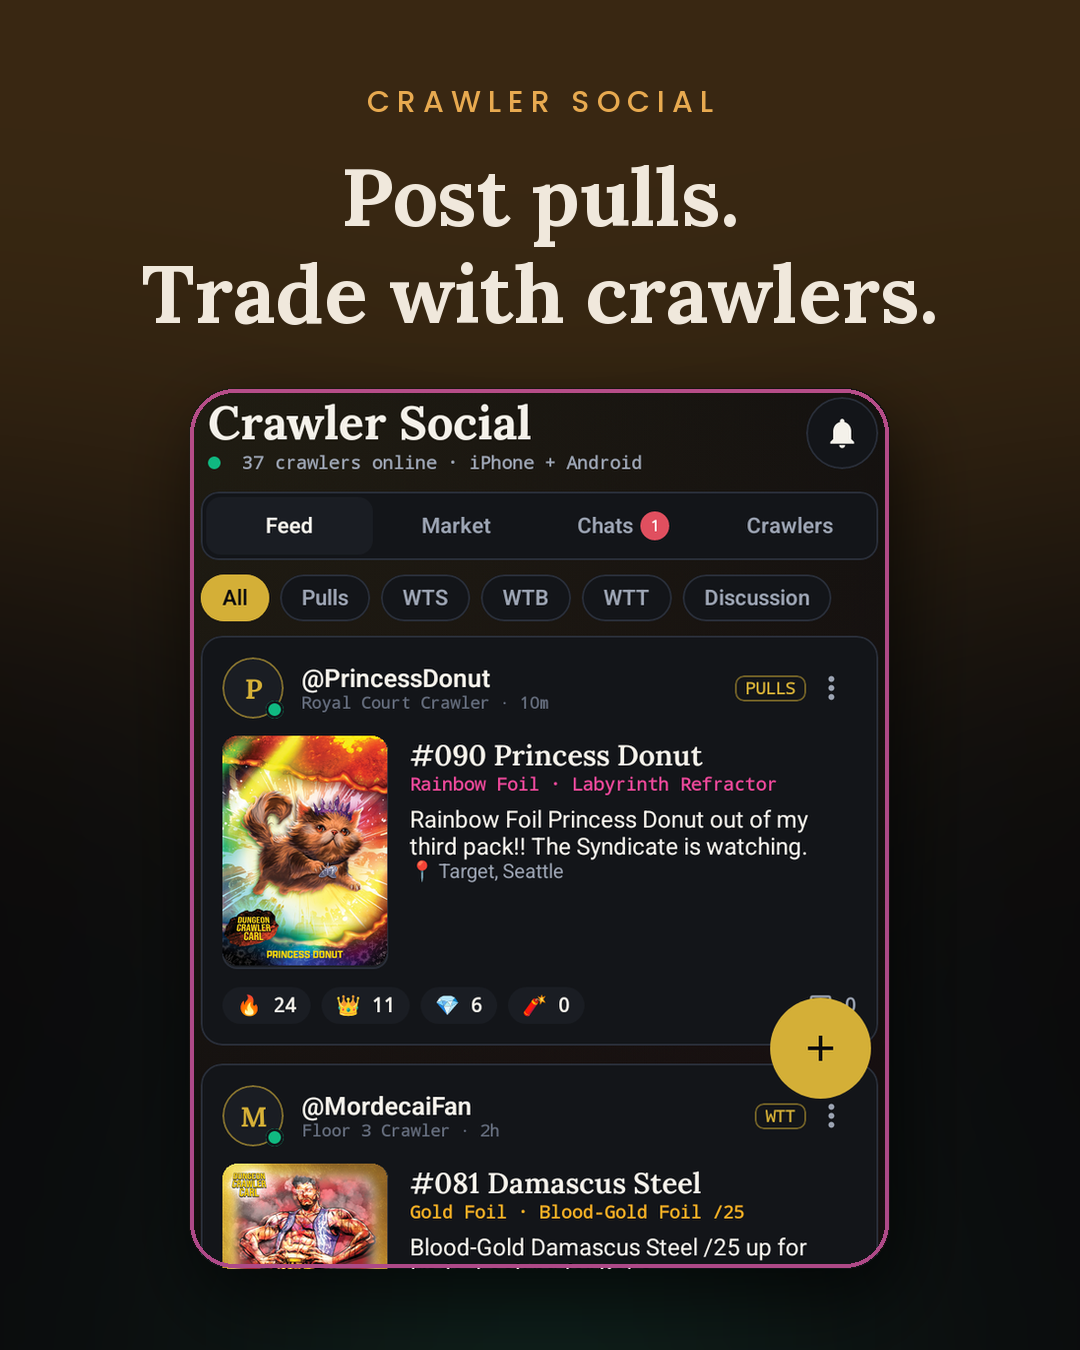 CRAWLER SOCIAL
Post pulls.
Trade with crawlers.
Crawler Social
37 crawlers online · iPhone + Android
Feed
Market
Chats 1
Crawlers
All
Pulls
WTS
WTB
WTT
Discussion
P
@PrincessDonut
Royal Court Crawler · 10m
PULLS
#090 Princess Donut
Rainbow Foil · Labyrinth Refractor
Rainbow Foil Princess Donut out of my
third pack!! The Syndicate is watching.
📍 Target, Seattle
DUNGEON
CRAWLER
CARL
PRINCESS DONUT
🔥 24
👑 11
💎 6
🧨 0
0
+
M
@MordecaiFan
Floor 3 Crawler · 2h
WTT
DUNGEON
CRAWLER
CARL
#081 Damascus Steel
Gold Foil · Blood-Gold Foil /25
Blood-Gold Damascus Steel /25 up for